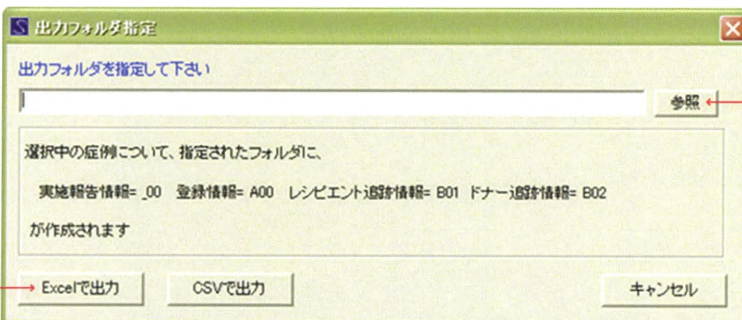 S 出力フォルダ指定
出力フォルダを指定して下さい
参照
選択中の症例について、指定されたフォルダに、
実施報告情報=_00 登録情報= A00 レシピエント追跡情報= B01 ドナー追跡情報= B02
が作成されます
Excelで出力 CSVで出力 キャンセル